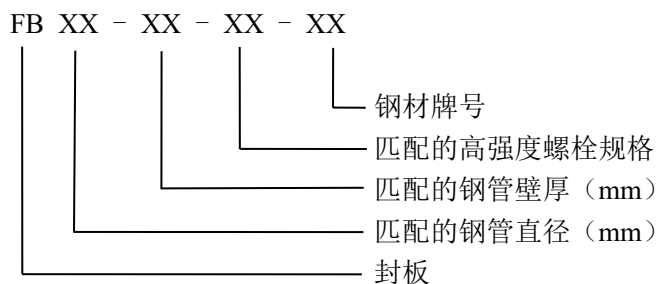 FB XX - XX - XX - XX
钢材牌号
匹配的高强度螺栓规格
匹配的钢管壁厚（mm）
匹配的钢管直径（mm）
封板